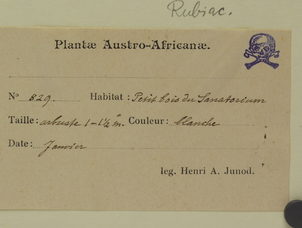 Rubiac.
Plantæ Austro-Africanæ.
Nº 829. Habitat : Petit bois du Sanatorium
Taille : arbuste 1-1½ m. Couleur : blanche
Date : Janvier
leg. Henri A. Junod.